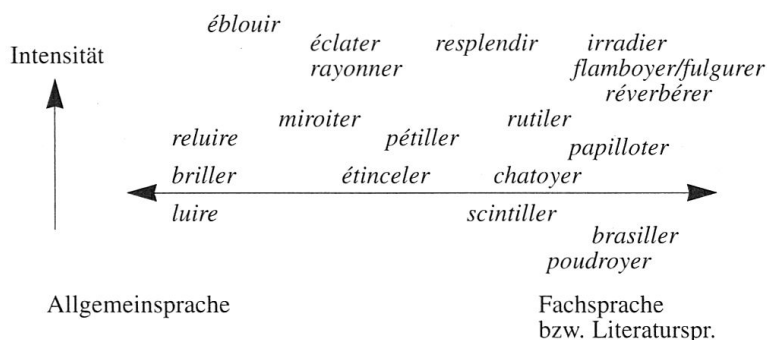 éblouir
éclater resplendir irradier
Intensität
rayonner flamboyer/fulgurer
réverbérer
miroiter rutiler
reluire pétiller
papilloter
briller étinceler chatoyer
luire scintiller
brasiller
poudroyer
Allgemeinsprache Fachsprache
bzw. Literaturspr.